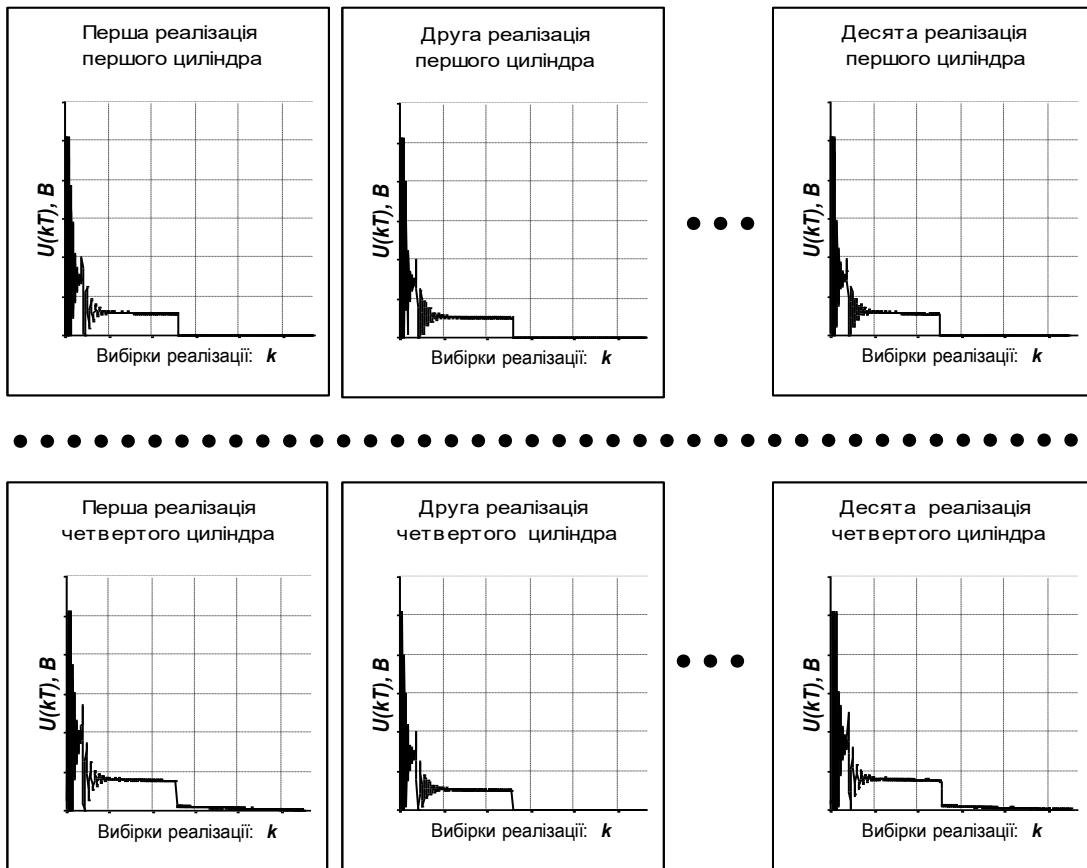 Перша реалізація
першого циліндра
U(kT), В
Вибірки реалізації: k
Друга реалізація
першого циліндра
U(kT), В
Вибірки реалізації: k
Десята реалізація
першого циліндра
U(kT), В
Вибірки реалізації: k
Перша реалізація
четвертого циліндра
U(kT), В
Вибірки реалізації: k
Друга реалізація
четвертого циліндра
U(kT), В
Вибірки реалізації: k
Десята реалізація
четвертого циліндра
U(kT), В
Вибірки реалізації: k